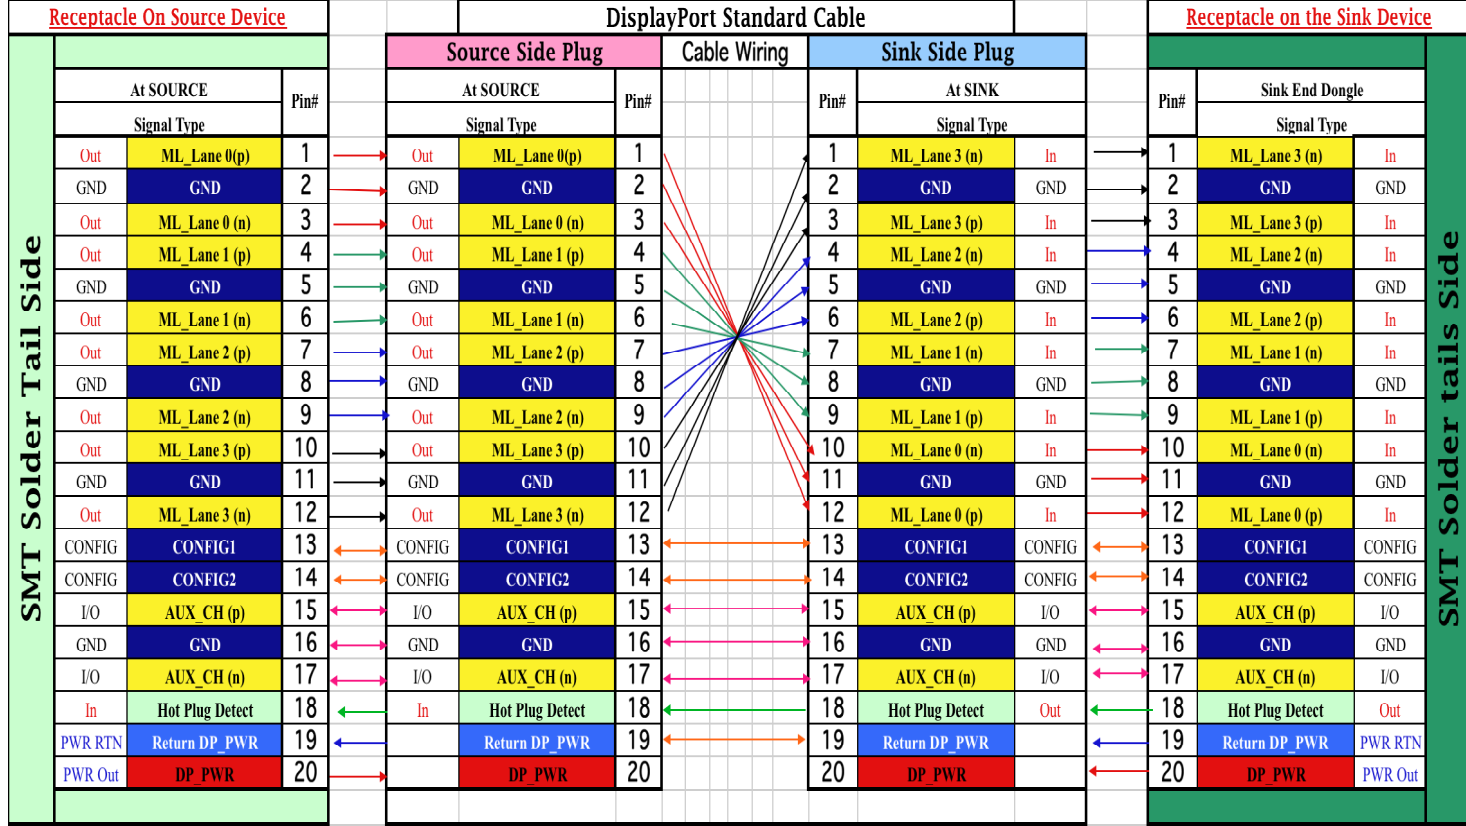 Receptacle On Source Device DisplayPort Standard Cable Receptacle on the Sink Device
Source Side Plug Cable Wiring Sink Side Plug
At SOURCE Pin# At SOURCE Pin# Pin# At SINK Pin# Sink End Dongle
Signal Type Signal Type Signal Type Signal Type
Out ML_Lane 0(p) 1 Out ML_Lane 0(p) 1 1 ML_Lane 3 (n) In 1 ML_Lane 3 (n) In
GND GND 2 GND GND 2 2 GND GND 2 GND GND
Out ML_Lane 0 (n) 3 Out ML_Lane 0 (n) 3 3 ML_Lane 3 (p) In 3 ML_Lane 3 (p) In
Out ML_Lane 1 (p) 4 Out ML_Lane 1 (p) 4 4 ML_Lane 2 (n) In 4 ML_Lane 2 (n) In
GND GND 5 GND GND 5 5 GND GND 5 GND GND
Out ML_Lane 1 (n) 6 Out ML_Lane 1 (n) 6 6 ML_Lane 2 (p) In 6 ML_Lane 2 (p) In
Out ML_Lane 2 (p) 7 Out ML_Lane 2 (p) 7 7 ML_Lane 1 (n) In 7 ML_Lane 1 (n) In
GND GND 8 GND GND 8 8 GND GND 8 GND GND
Out ML_Lane 2 (n) 9 Out ML_Lane 2 (n) 9 9 ML_Lane 1 (p) In 9 ML_Lane 1 (p) In
Out ML_Lane 3 (p) 10 Out ML_Lane 3 (p) 10 10 ML_Lane 0 (n) In 10 ML_Lane 0 (n) In
GND GND 11 GND GND 11 11 GND GND 11 GND GND
Out ML_Lane 3 (n) 12 Out ML_Lane 3 (n) 12 12 ML_Lane 0 (p) In 12 ML_Lane 0 (p) In
CONFIG CONFIG1 13 CONFIG CONFIG1 13 13 CONFIG1 CONFIG 13 CONFIG1 CONFIG
CONFIG CONFIG2 14 CONFIG CONFIG2 14 14 CONFIG2 CONFIG 14 CONFIG2 CONFIG
I/O AUX_CH (p) 15 I/O AUX_CH (p) 15 15 AUX_CH (p) I/O 15 AUX_CH (p) I/O
GND GND 16 GND GND 16 16 GND GND 16 GND GND
I/O AUX_CH (n) 17 I/O AUX_CH (n) 17 17 AUX_CH (n) I/O 17 AUX_CH (n) I/O
In Hot Plug Detect 18 In Hot Plug Detect 18 18 Hot Plug Detect Out 18 Hot Plug Detect Out
PWR RTN Return DP_PWR 19 Return DP_PWR 19 19 Return DP_PWR 19 Return DP_PWR PWR RTN
PWR Out DP_PWR 20 DP_PWR 20 20 DP_PWR 20 DP_PWR PWR Out
SMT Solder Tail Side
SMT Solder tails Side